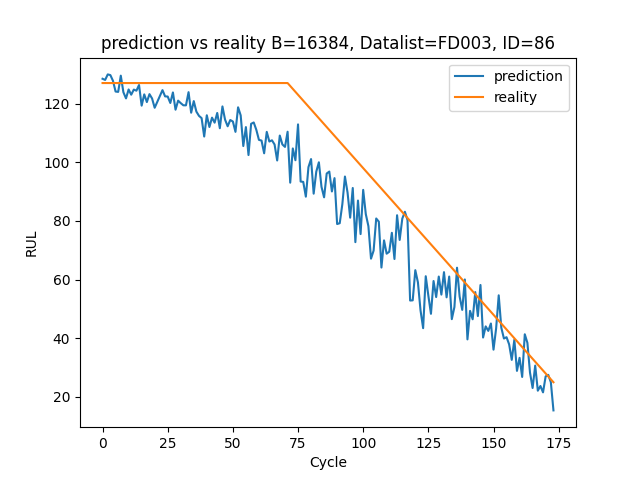 prediction vs reality B=16384, Datalist=FD003, ID=86
prediction
reality
RUL
120
100
80
60
40
20
0 25 50 75 100 125 150 175
Cycle